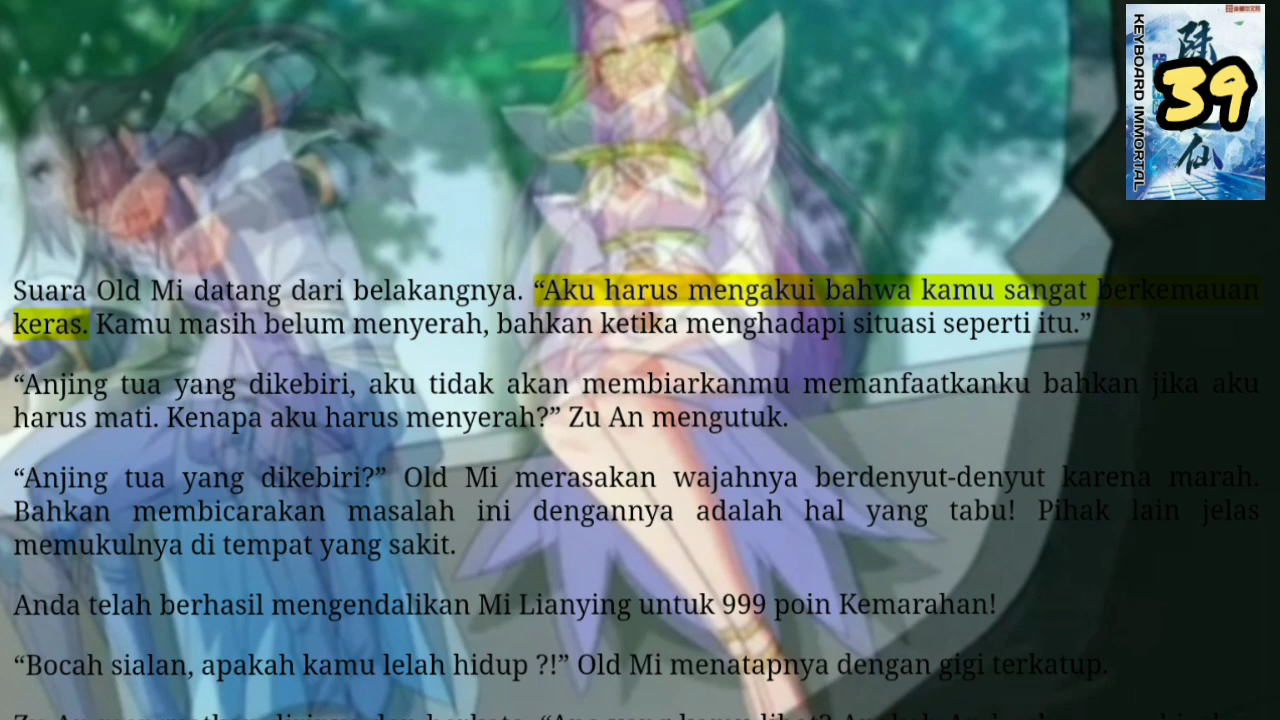 KEYBOARD IMMORTAL
39
仙
Suara Old Mi datang dari belakangnya. “Aku harus mengakui bahwa kamu sangat berkemauan
keras. Kamu masih belum menyerah, bahkan ketika menghadapi situasi seperti itu.”
“Anjing tua yang dikebiri, aku tidak akan membiarkanmu memanfaatkanku bahkan jika aku
harus mati. Kenapa aku harus menyerah?” Zu An mengutuk.
“Anjing tua yang dikebiri?” Old Mi merasakan wajahnya berdenyut-denyut karena marah.
Bahkan membicarakan masalah ini dengannya adalah hal yang tabu! Pihak lain jelas
memukulnya di tempat yang sakit.
Anda telah berhasil mengendalikan Mi Lianying untuk 999 poin Kemarahan!
“Bocah sialan, apakah kamu lelah hidup ?!” Old Mi menatapnya dengan gigi terkatup.